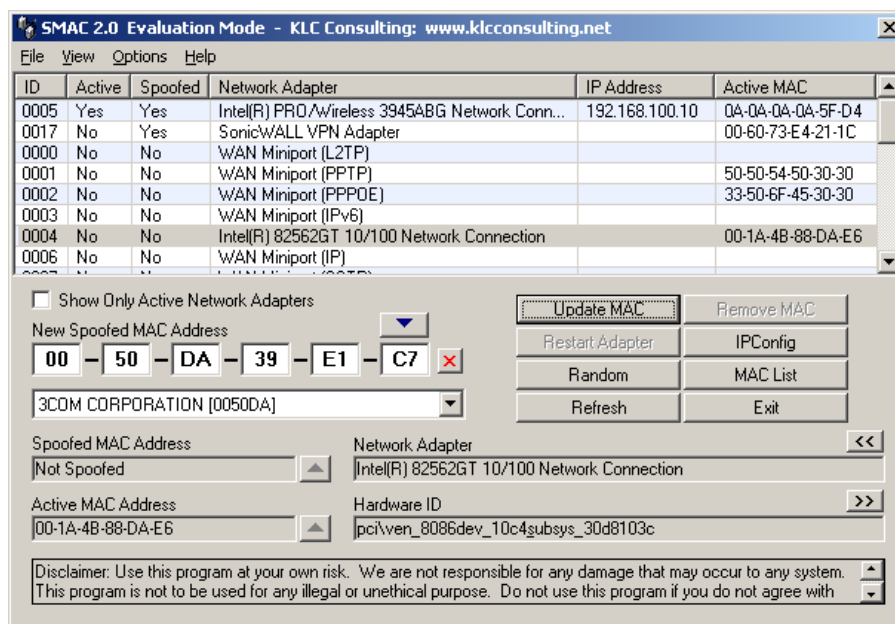 SMAC 2.0 Evaluation Mode - KLC Consulting: www.klcconsulting.net
File View Options Help
ID Active Spoofed Network Adapter IP Address Active MAC
0005 Yes Yes Intel(R) PRO/Wireless 3945ABG Network Conn... 192.168.100.10 0A-0A-0A-0A-5F-D4
0017 No Yes SonicWALL VPN Adapter 00-60-73-E4-21-1C
0000 No No WAN Miniport (L2TP)
0001 No No WAN Miniport (PPTP) 50-50-54-50-30-30
0002 No No WAN Miniport (PPPOE) 33-50-6F-45-30-30
0003 No No WAN Miniport (IPv6)
0004 No No Intel(R) 82562GT 10/100 Network Connection 00-1A-4B-88-DA-E6
0006 No No WAN Miniport (IP)
Show Only Active Network Adapters
New Spoofed MAC Address
00 - 50 - DA - 39 - E1 - C7
3COM CORPORATION [0050DA]
Update MAC Remove MAC
Restart Adapter IPConfig
Random MAC List
Refresh Exit
Spoofed MAC Address
Not Spoofed
Network Adapter <<
Intel(R) 82562GT 10/100 Network Connection
Active MAC Address
00-1A-4B-88-DA-E6
Hardware ID >>
pci\ven_8086dev_10c4subsys_30d8103c
Disclaimer: Use this program at your own risk. We are not responsible for any damage that may occur to any system.
This program is not to be used for any illegal or unethical purpose. Do not use this program if you do not agree with